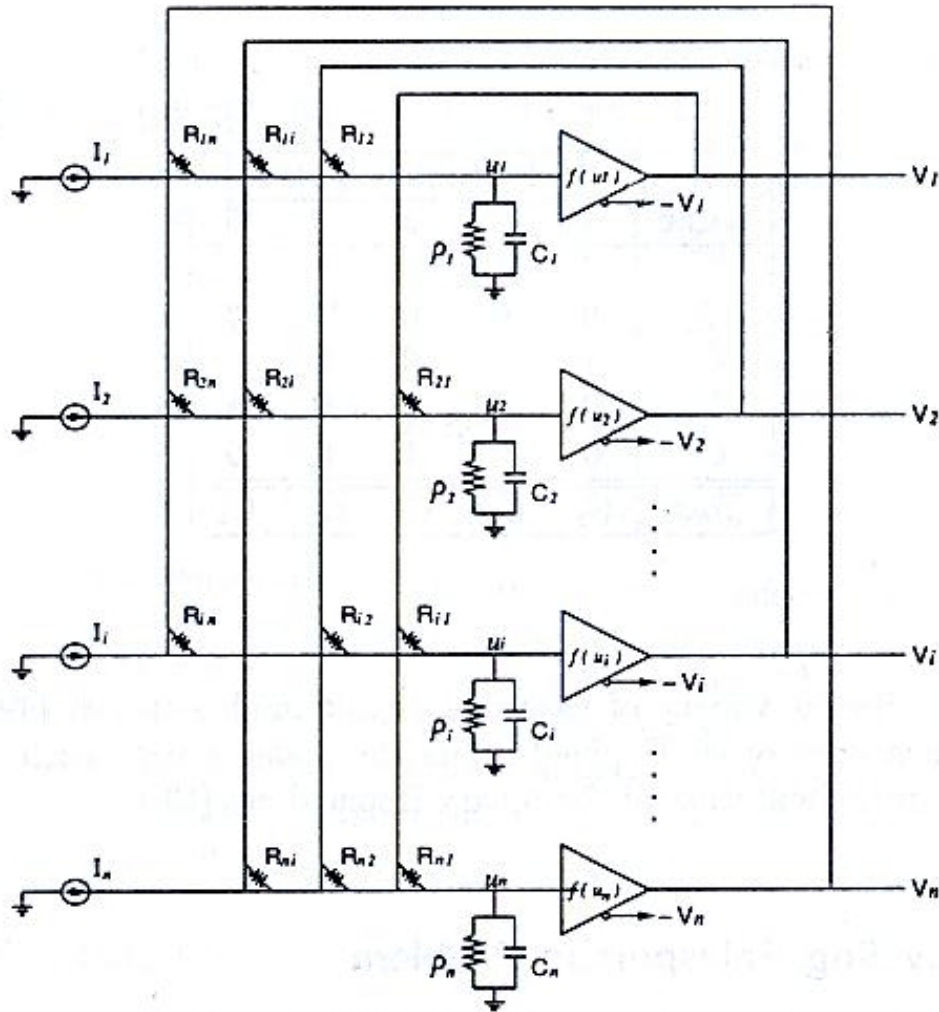 R1n R1i R12
I1 u1 f(u1) V1
-V1
ρ1 C1
R2n R2i R21
I2 u2 f(u2) V2
-V2
ρ2 C2
Rin Ri2 Ri1
Ii ui f(ui) Vi
-Vi
ρi Ci
Rni Rn2 Rn1
In un f(un) Vn
-Vn
ρn Cn